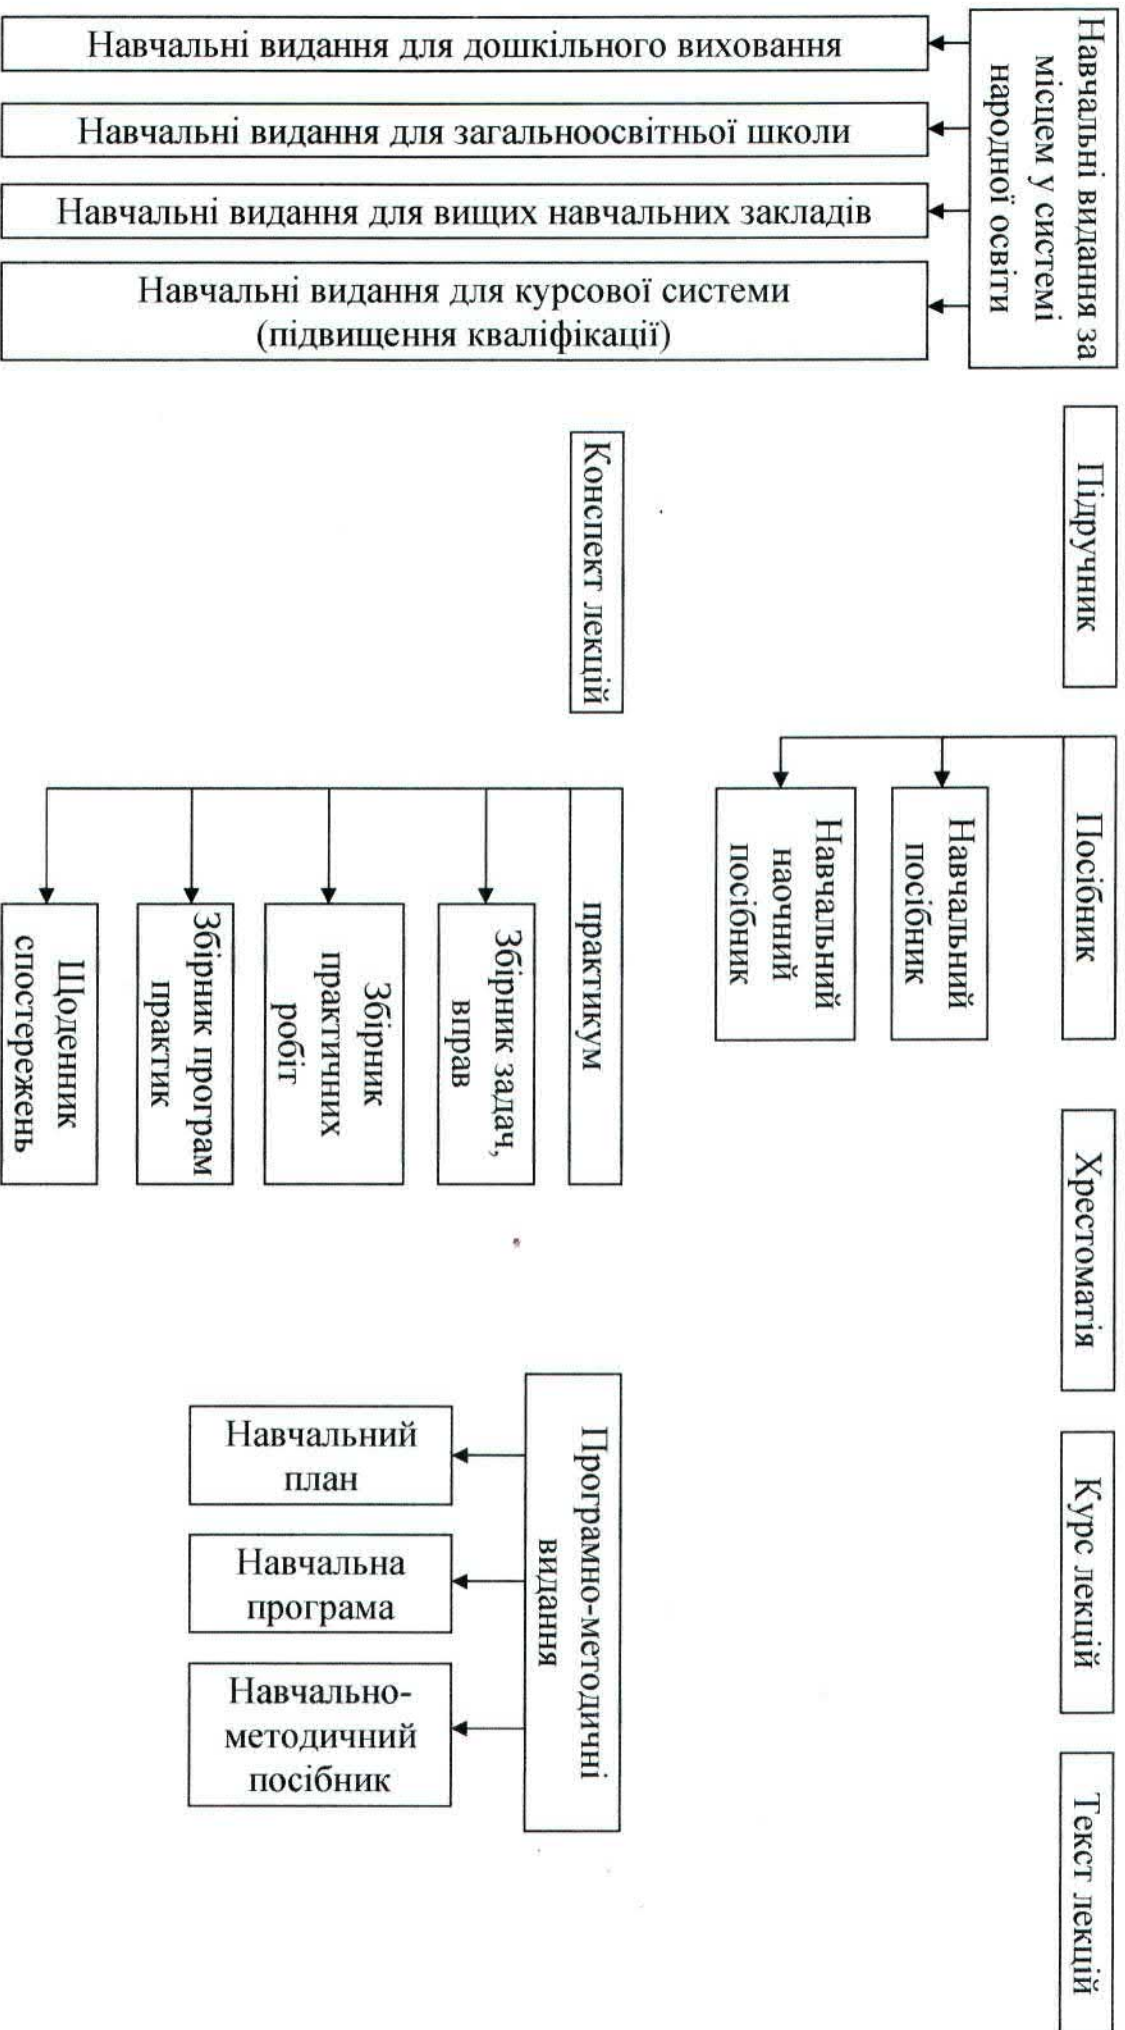 Навчальні видання за
місцем у системі
народної освіти
Навчальні видання для дошкільного виховання
Навчальні видання для загальноосвітньої школи
Навчальні видання для вищих навчальних закладів
Навчальні видання для курсової системи
(підвищення кваліфікації)
Підручник
Посібник
Навчальний
посібник
Навчальний
наочний
посібник
Хрестоматія
Курс лекцій
Текст лекцій
Конспект лекцій
практикум
Збірник задач,
вправ
Збірник
практичних
робіт
Збірник програм
практик
Щоденник
спостережень
Програмно-методичні
видання
Навчальний
план
Навчальна
програма
Навчально-
методичний
посібник